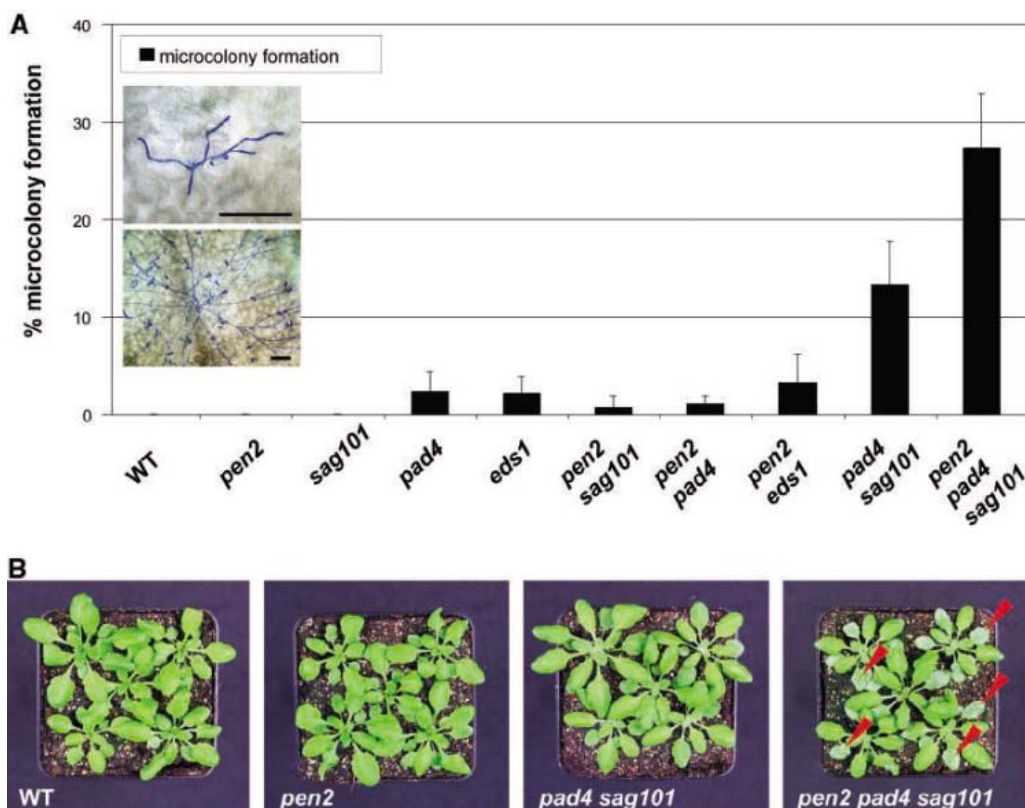 A
40
30
20
10
0
% microcolony formation
microcolony formation
WT
pen2
sag101
pad4
eds1
pen2
sag101
pen2
pad4
pen2
eds1
pad4
sag101
pen2
pad4
sag101
B
WT
pen2
pad4 sag101
pen2 pad4 sag101